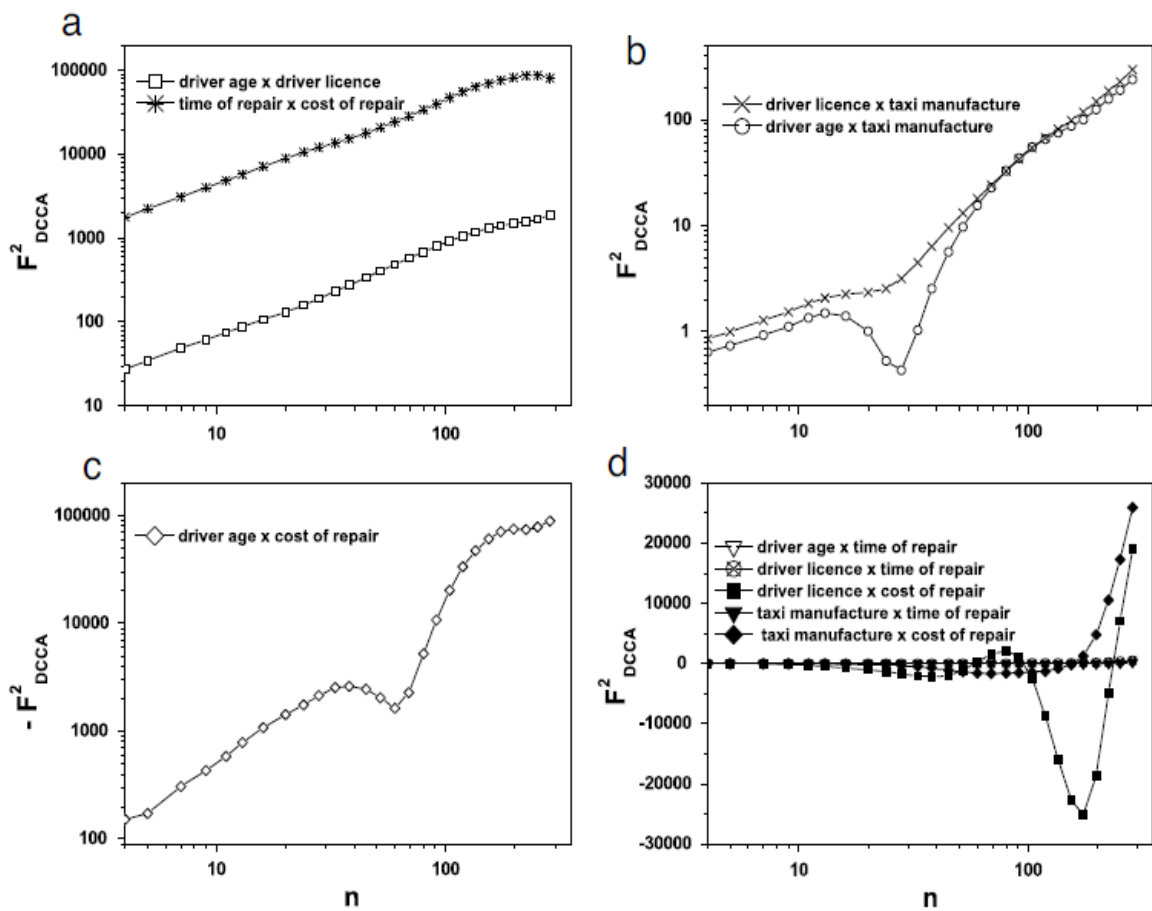 a
100000
10000
1000
100
10
F²DCCA
driver age x driver licence
time of repair x cost of repair
10
100
b
100
10
1
F²DCCA
driver licence x taxi manufacture
driver age x taxi manufacture
10
100
c
100000
10000
1000
100
- F²DCCA
driver age x cost of repair
10
100
n
d
30000
20000
10000
0
-10000
-20000
-30000
F²DCCA
driver age x time of repair
driver licence x time of repair
driver licence x cost of repair
taxi manufacture x time of repair
taxi manufacture x cost of repair
10
100
n